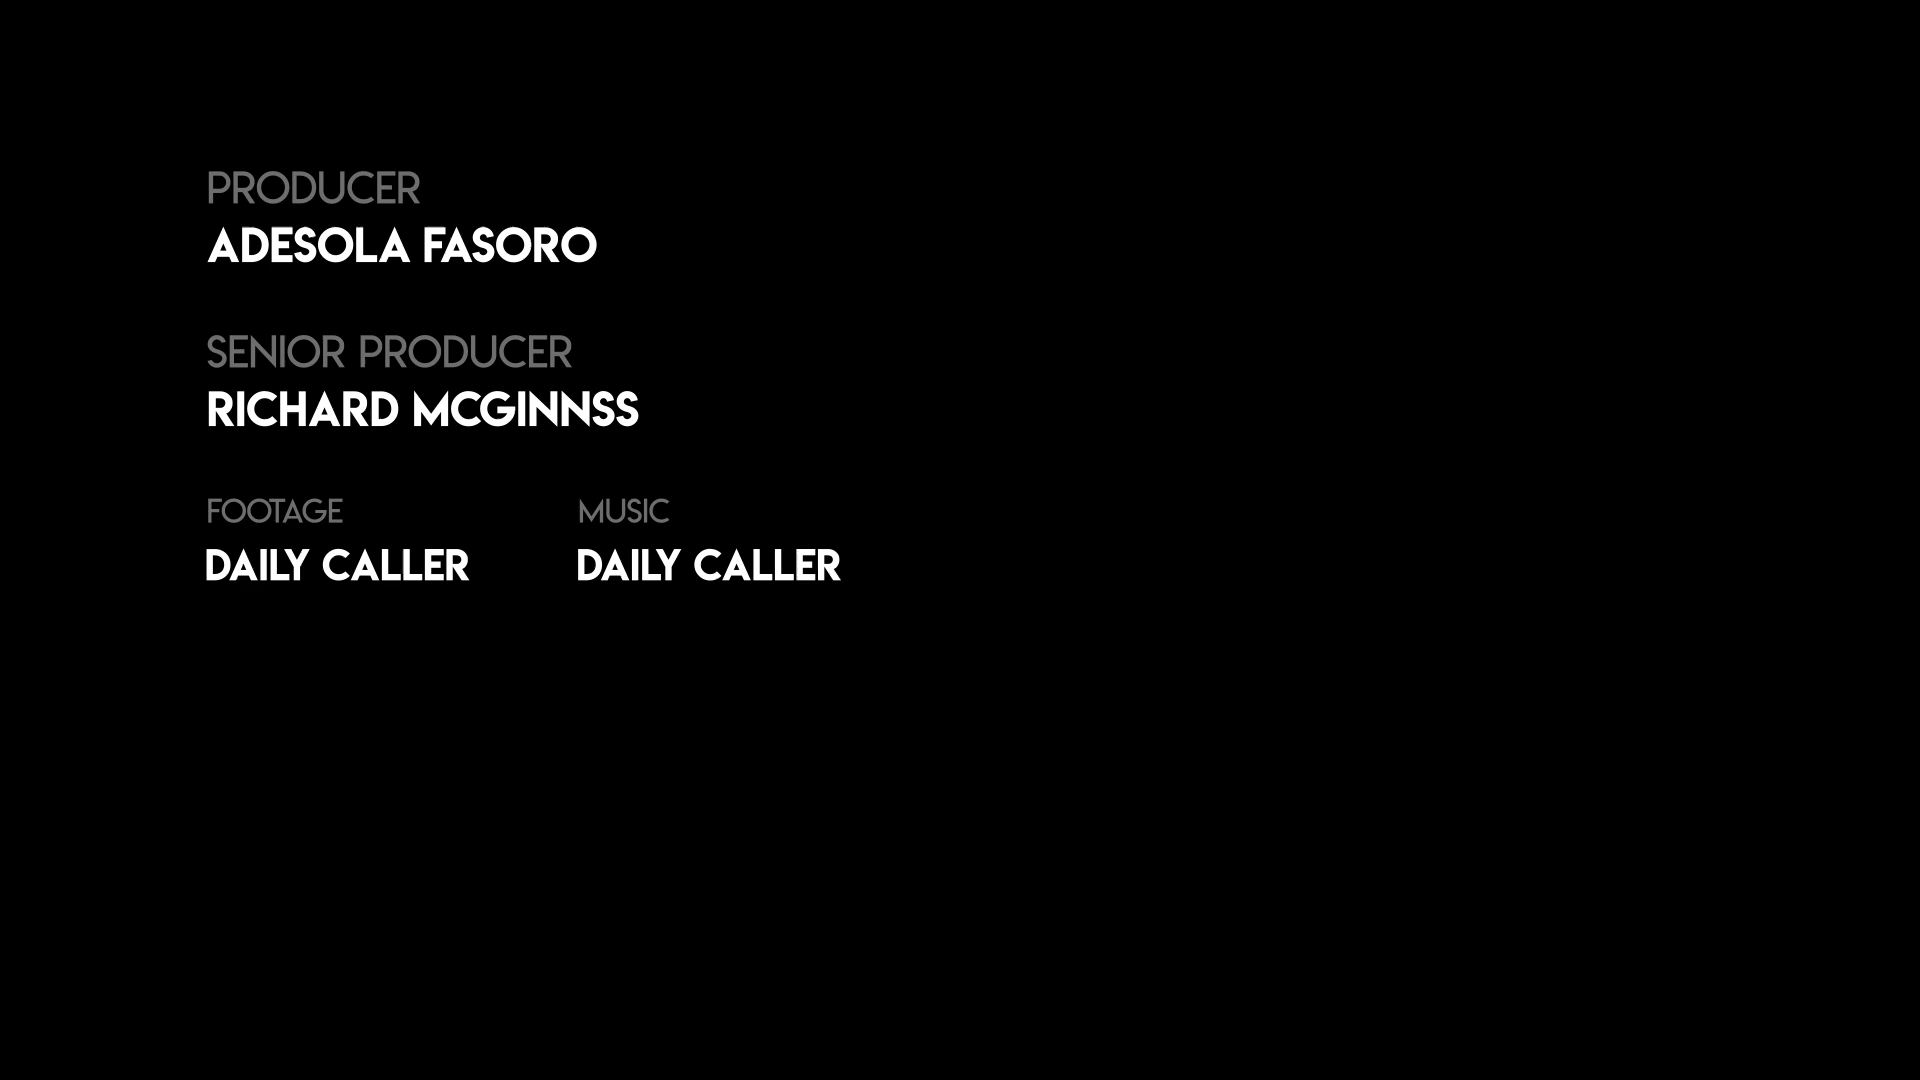 PRODUCER
ADESOLA FASORO
SENIOR PRODUCER
RICHARD MCGINNSS
FOOTAGE
DAILY CALLER
MUSIC
DAILY CALLER